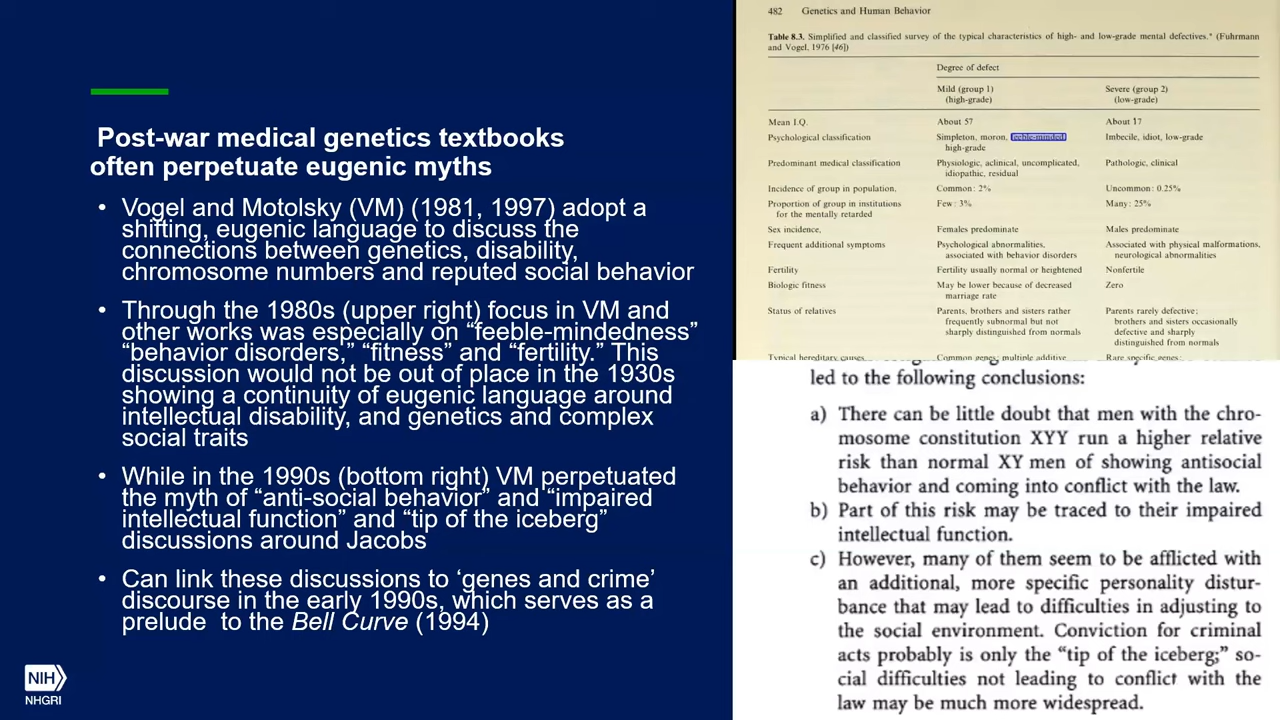 Post-war medical genetics textbooks
often perpetuate eugenic myths
• Vogel and Motolsky (VM) (1981, 1997) adopt a
shifting, eugenic language to discuss the
connections between genetics, disability,
chromosome numbers and reputed social behavior
• Through the 1980s (upper right) focus in VM and
other works was especially on “feeble-mindedness”
“behavior disorders,” “fitness” and “fertility.” This
discussion would not be out of place in the 1930s
showing a continuity of eugenic language around
intellectual disability, and genetics and complex
social traits
• While in the 1990s (bottom right) VM perpetuated
the myth of “anti-social behavior” and “impaired
intellectual function” and “tip of the iceberg”
discussions around Jacobs
• Can link these discussions to ‘genes and crime’
discourse in the early 1990s, which serves as a
prelude to the Bell Curve (1994)
NIH
NHGRI
482 Genetics and Human Behavior
Table 8.3. Simplified and classified survey of the typical characteristics of high- and low-grade mental defectives.* (Fuhrmann
and Vogel, 1976 [46])
Degree of defect
Mild (group 1) Severe (group 2)
(high-grade) (low-grade)
Mean I.Q. About 57 About 17
Psychological classification Simpleton, moron, feeble-minded, Imbecile, idiot, low-grade
high-grade
Predominant medical classification Physiologic, aclinical, uncomplicated, Pathologic, clinical
idiopathic, residual
Incidence of group in population, Common: 2% Uncommon: 0.25%
Proportion of group in institutions Few: 3% Many: 25%
for the mentally retarded
Sex incidence, Females predominate Males predominate
Frequent additional symptoms Psychological abnormalities, Associated with physical malformations,
associated with behavior disorders neurological abnormalities
Fertility Fertility usually normal or heightened Nonfertile
Biologic fitness May be lower because of decreased Zero
marriage rate
Status of relatives Parents, brothers and sisters rather Parents rarely defective;
frequently subnormal but not brothers and sisters occasionally
sharply distinguished from normals defective and sharply
distinguished from normals
Typical hereditary causes Common genes; multiple additive Rare specific genes;
led to the following conclusions:
a) There can be little doubt that men with the chro-
mosome constitution XYY run a higher relative
risk than normal XY men of showing antisocial
behavior and coming into conflict with the law.
b) Part of this risk may be traced to their impaired
intellectual function.
c) However, many of them seem to be afflicted with
an additional, more specific personality distur-
bance that may lead to difficulties in adjusting to
the social environment. Conviction for criminal
acts probably is only the “tip of the iceberg;” so-
cial difficulties not leading to conflict with the
law may be much more widespread.